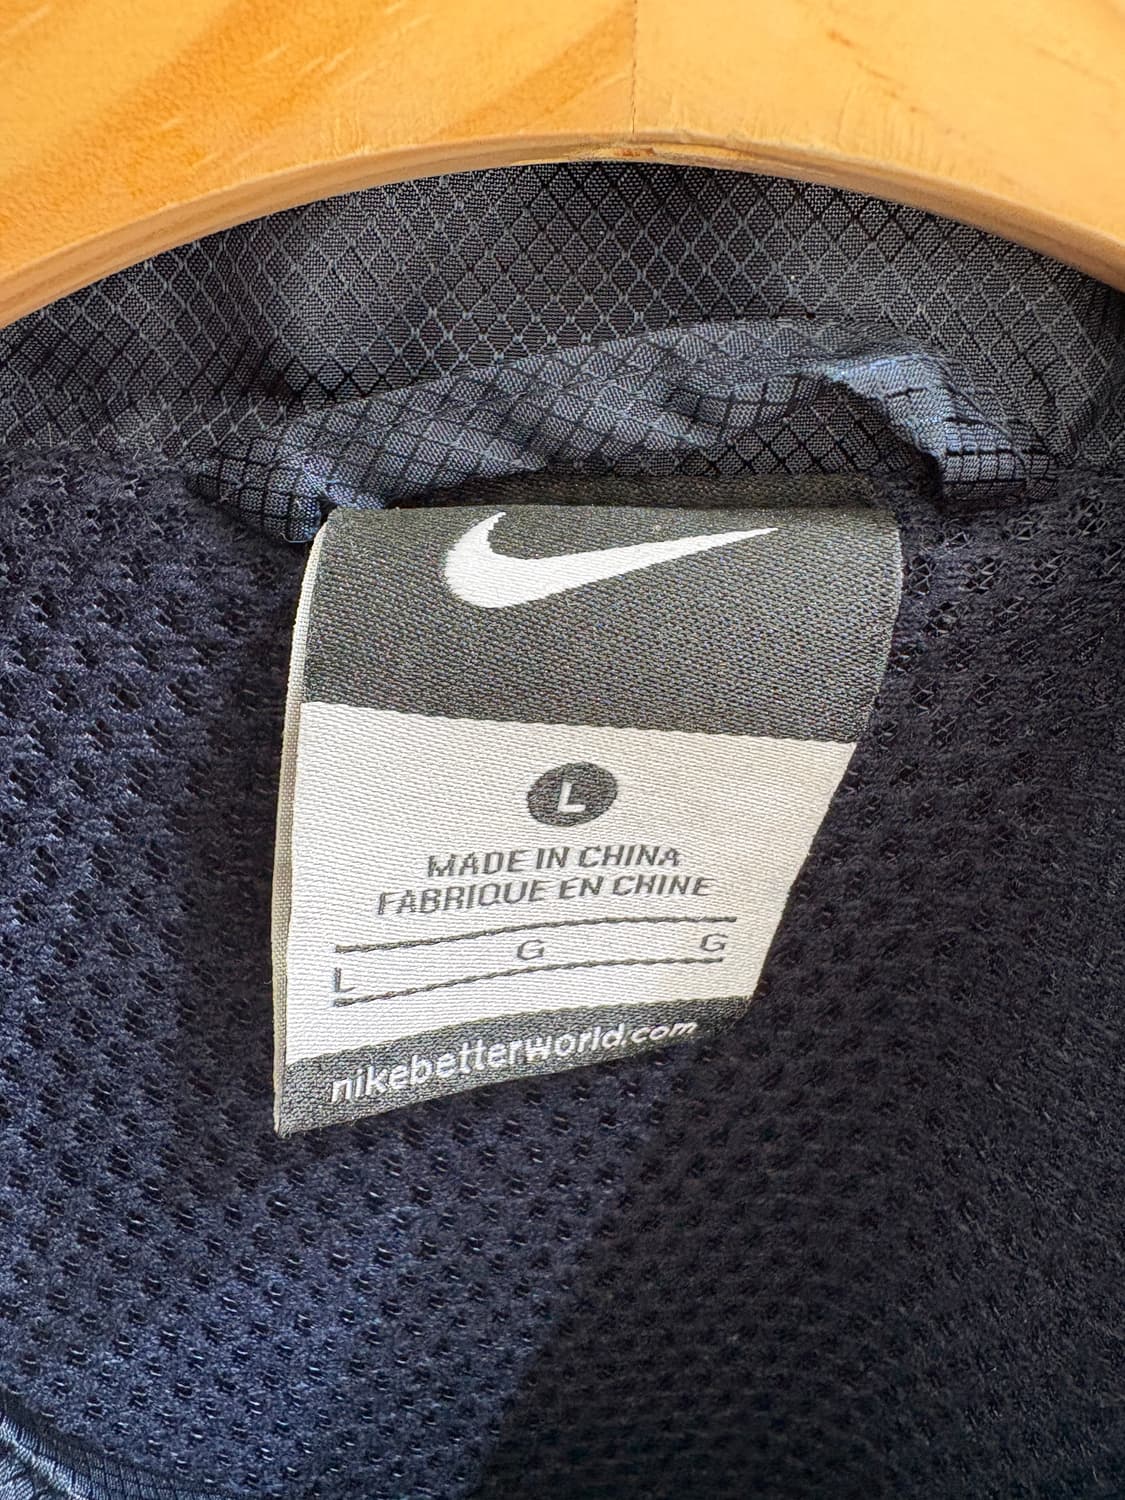 L
MADE IN CHINA
FABRIQUE EN CHINE
L G G
nikebetterworld.com